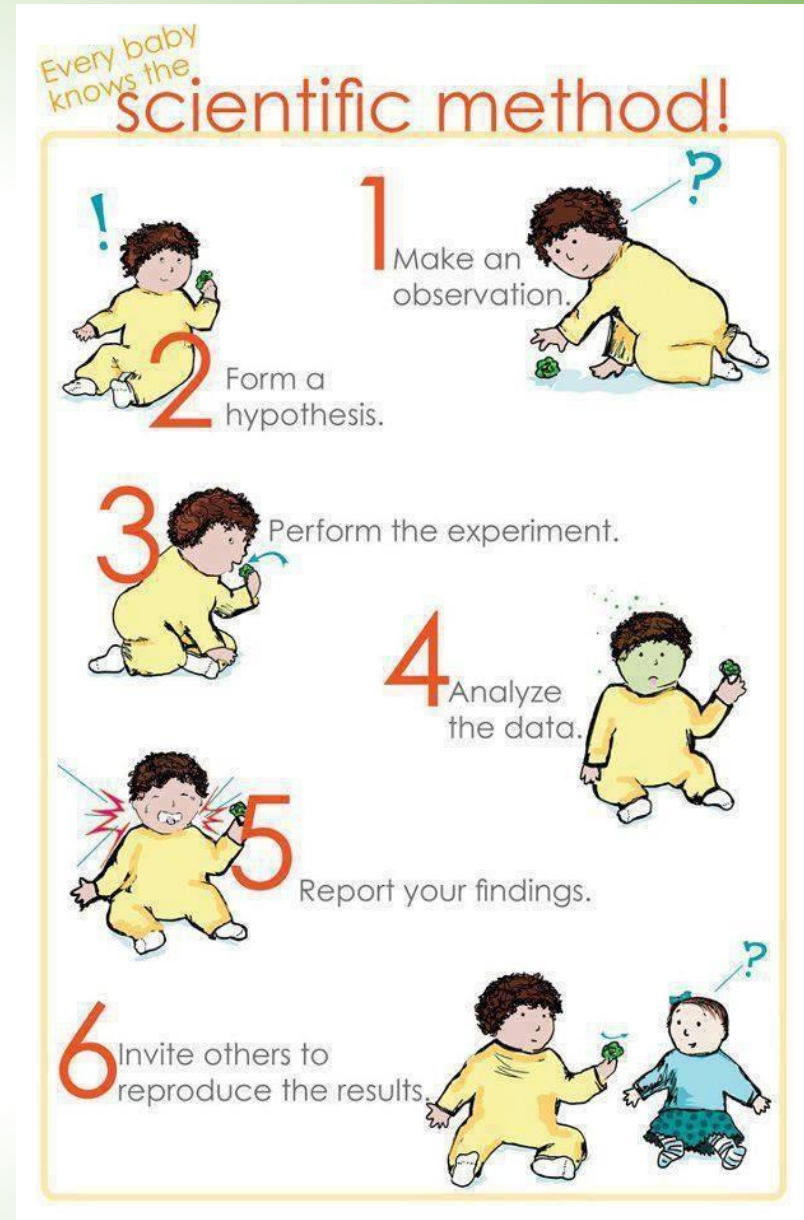 Every baby
knows the
scientific method!
1
Make an
observation.
?
!
2
Form a
hypothesis.
3
Perform the experiment.
4
Analyze
the data.
5
Report your findings.
?
6
Invite others to
reproduce the results.